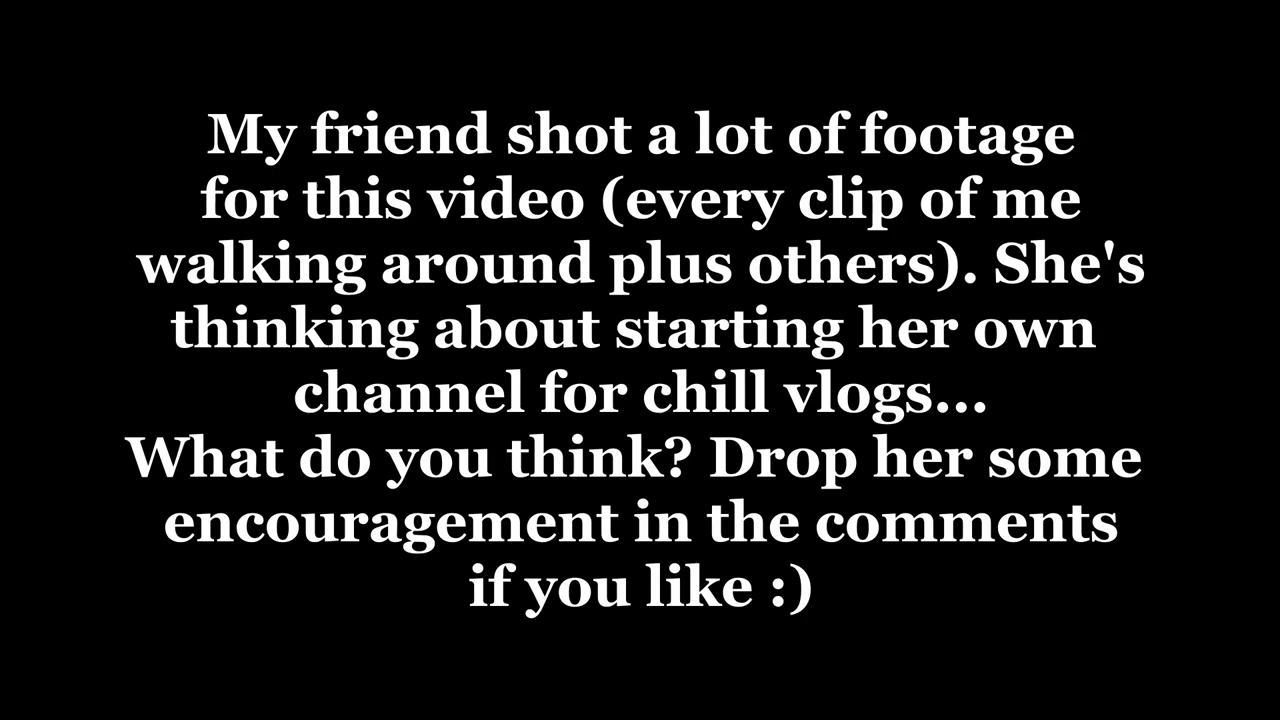 My friend shot a lot of footage
for this video (every clip of me
walking around plus others). She's
thinking about starting her own
channel for chill vlogs...
What do you think? Drop her some
encouragement in the comments
if you like :)